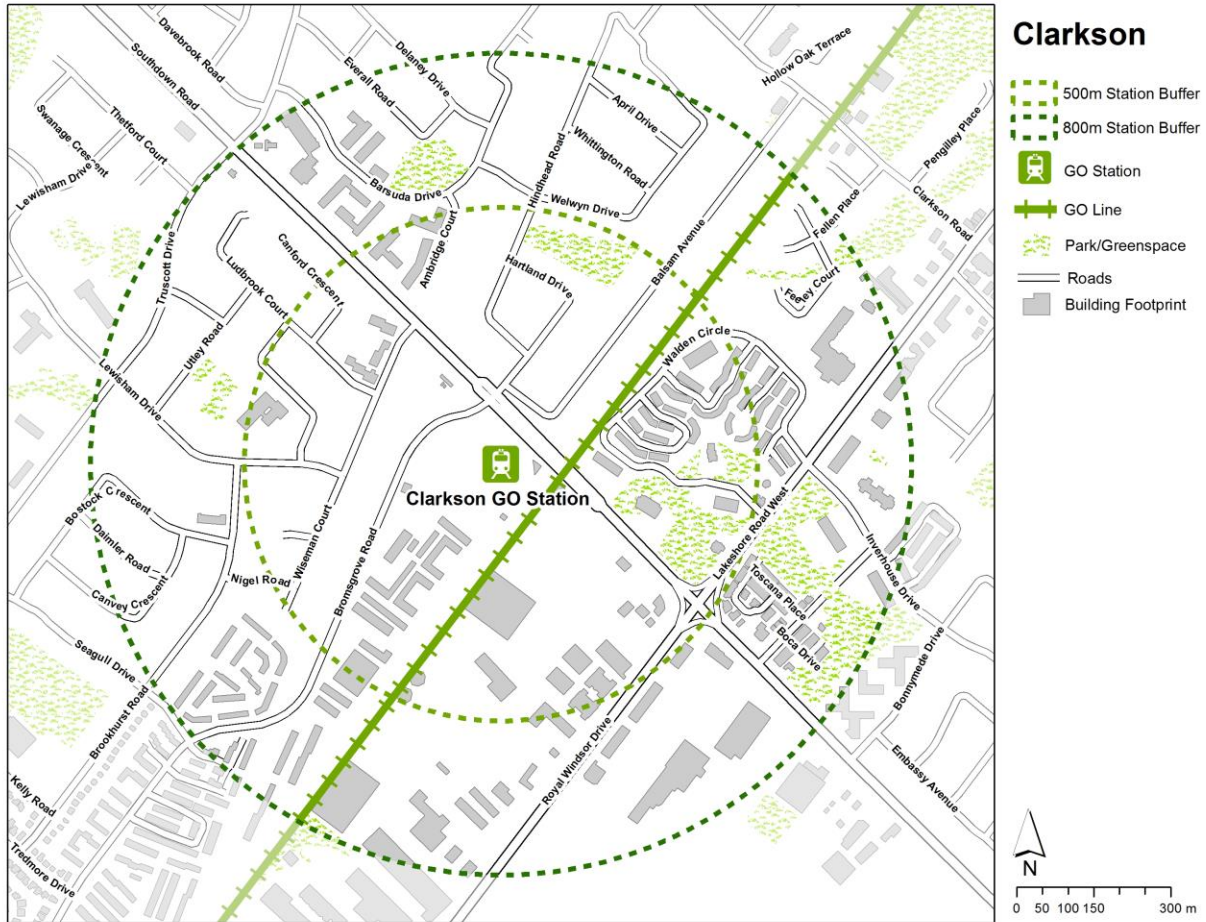 Clarkson
500m Station Buffer
800m Station Buffer
GO Station
GO Line
Park/Greenspace
Roads
Building Footprint
Davebrook Road
Southdown Road
Delaney Drive
Everall Road
Hollow Oak Terrace
Thetford Court
Swanage Crescent
April Drive
Whittington Road
Pengilley Place
Lewisham Drive
Hindhead Road
Barsuda Drive
Welwyn Drive
Clarkson Road
Fellen Place
Truscott Drive
Canford Crescent
Ambridge Court
Balsam Avenue
Ludbrook Court
Hartland Drive
Feeney Court
Utley Road
Walden Circle
Lewisham Drive
Clarkson GO Station
Bostock Crescent
Daimler Road
Canvey Crescent
Nigel Road
Wiseman Court
Bromsgrove Road
Lakeshore Road West
Inverhouse Drive
Toscana Place
Boca Drive
Seagull Drive
Brookhurst Road
Bonnymede Drive
Royal Windsor Drive
Embassy Avenue
Kelly Road
Tredmore Drive
N
0 50 100 150 300 m